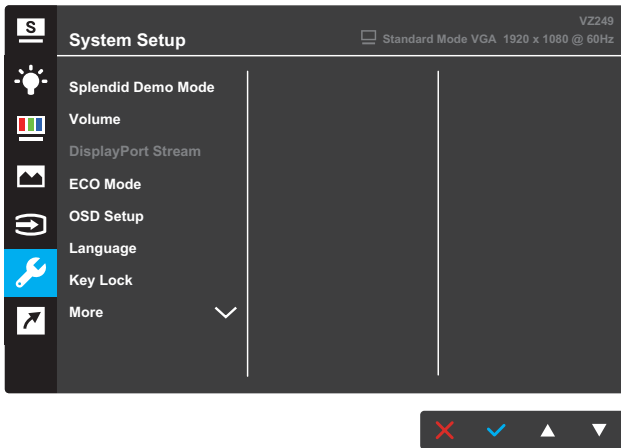 S
VZ249
System Setup
Standard Mode VGA 1920 x 1080 @ 60Hz
Splendid Demo Mode
Volume
DisplayPort Stream
ECO Mode
OSD Setup
Language
Key Lock
More